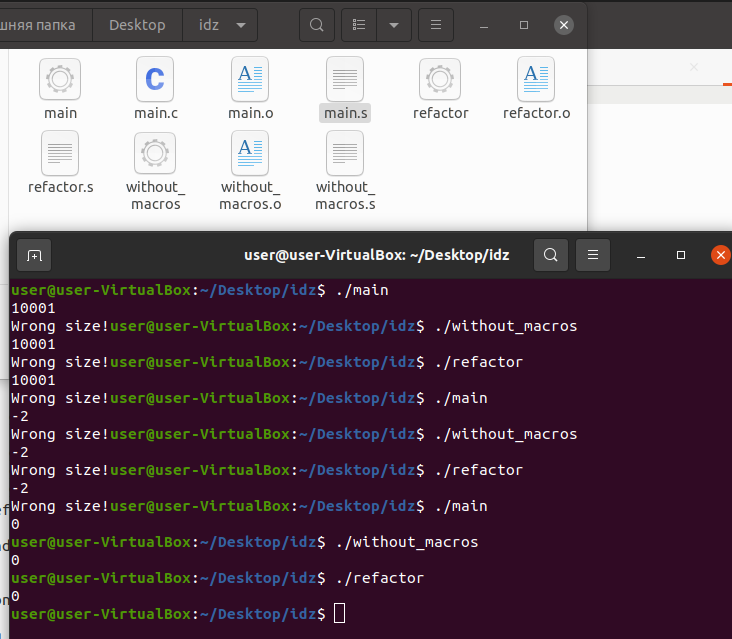 шняя папка Desktop idz
main main.c main.o main.s refactor refactor.o
refactor.s without_ without_ without_
macros macros.o macros.s
user@user-VirtualBox: ~/Desktop/idz
user@user-VirtualBox:~/Desktop/idz$ ./main
10001
Wrong size!user@user-VirtualBox:~/Desktop/idz$ ./without_macros
10001
Wrong size!user@user-VirtualBox:~/Desktop/idz$ ./refactor
10001
Wrong size!user@user-VirtualBox:~/Desktop/idz$ ./main
-2
Wrong size!user@user-VirtualBox:~/Desktop/idz$ ./without_macros
-2
Wrong size!user@user-VirtualBox:~/Desktop/idz$ ./refactor
-2
Wrong size!user@user-VirtualBox:~/Desktop/idz$ ./main
0
user@user-VirtualBox:~/Desktop/idz$ ./without_macros
0
user@user-VirtualBox:~/Desktop/idz$ ./refactor
0
user@user-VirtualBox:~/Desktop/idz$